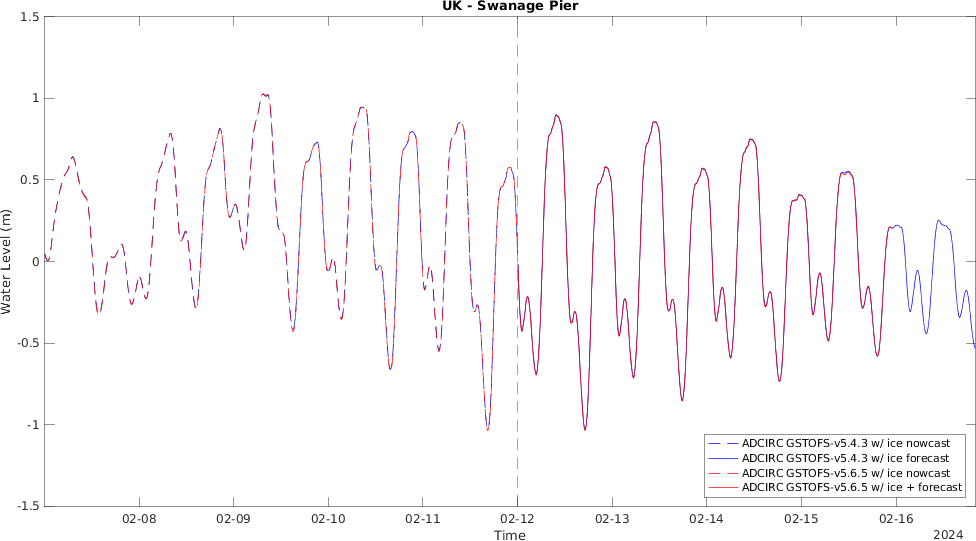 UK - Swanage Pier
1.5
1
0.5
0
-0.5
-1
-1.5
Water Level (m)
02-08 02-09 02-10 02-11 02-12 02-13 02-14 02-15 02-16
Time
2024
ADCIRC GSTOFS-v5.4.3 w/ ice nowcast
ADCIRC GSTOFS-v5.4.3 w/ ice forecast
ADCIRC GSTOFS-v5.6.5 w/ ice nowcast
ADCIRC GSTOFS-v5.6.5 w/ ice + forecast